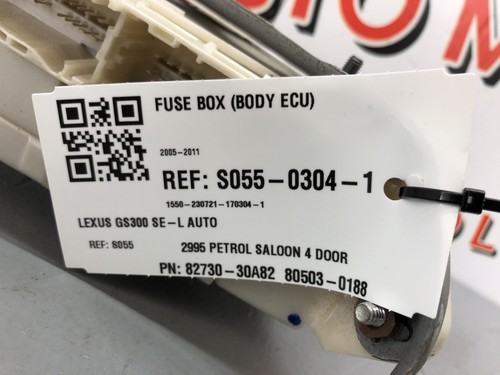 FUSE BOX (BODY ECU)
2005-2011
REF: S055-0304-1
1550-230721-170304-1
LEXUS GS300 SE-L AUTO
REF: S055
2995 PETROL SALOON 4 DOOR
PN: 82730-30A82 80503-0188